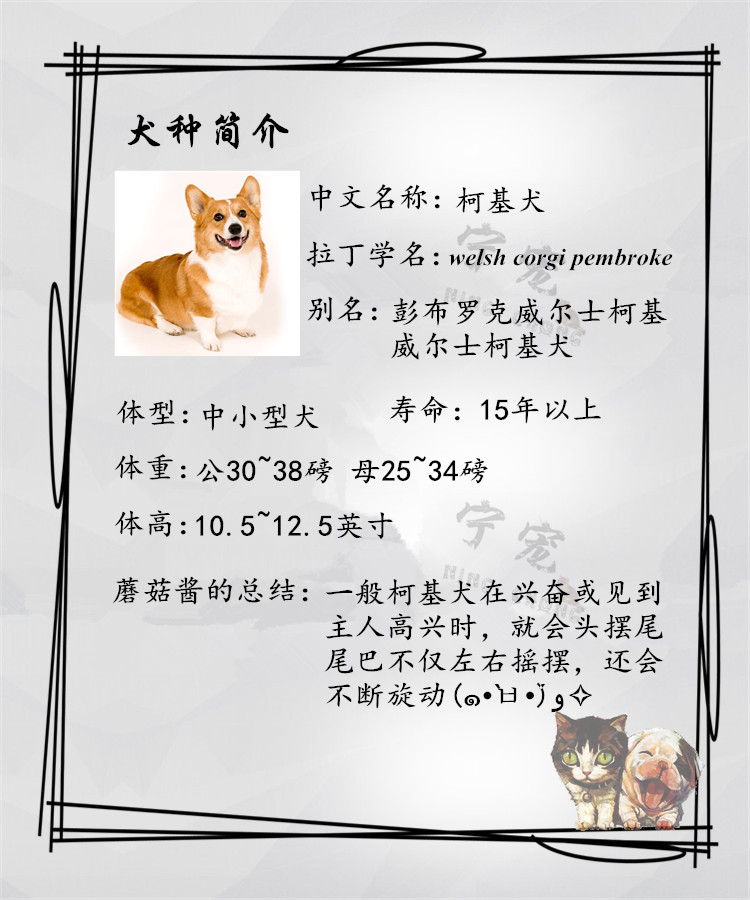 犬种简介
中文名称：柯基犬
拉丁学名：welsh corgi pembroke
别名：彭布罗克威尔士柯基
威尔士柯基犬
体型：中小型犬 寿命：15年以上
体重：公30~38磅 母25~34磅
体高：10.5~12.5英寸
蘑菇酱的总结：一般柯基犬在兴奋或见到
主人高兴时，就会头摆尾
尾巴不仅左右摇摆，还会
不断旋动(๑•̀ㅂ•́)و✧
宁宠
宁宠